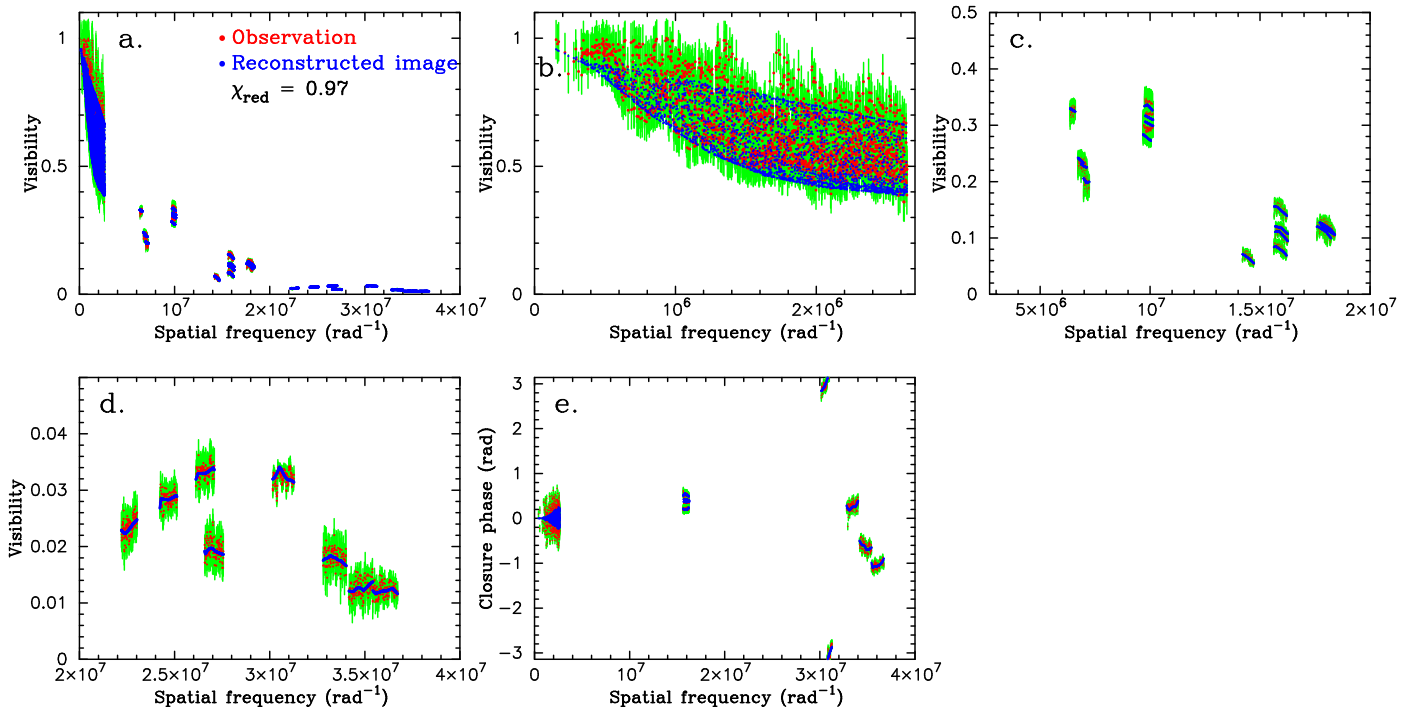 a.
• Observation
• Reconstructed image
χred = 0.97
Visibility
1
0.5
0
0 10⁷ 2×10⁷ 3×10⁷ 4×10⁷
Spatial frequency (rad⁻¹)
b.
Visibility
1
0.5
0
10⁶ 2×10⁶
Spatial frequency (rad⁻¹)
c.
Visibility
0.5
0.4
0.3
0.2
0.1
0
5×10⁶ 10⁷ 1.5×10⁷ 2×10⁷
Spatial frequency (rad⁻¹)
d.
Visibility
0.04
0.03
0.02
0.01
0
2×10⁷ 2.5×10⁷ 3×10⁷ 3.5×10⁷ 4×10⁷
Spatial frequency (rad⁻¹)
e.
Closure phase (rad)
3
2
1
0
−1
−2
−3
0 10⁷ 2×10⁷ 3×10⁷ 4×10⁷
Spatial frequency (rad⁻¹)